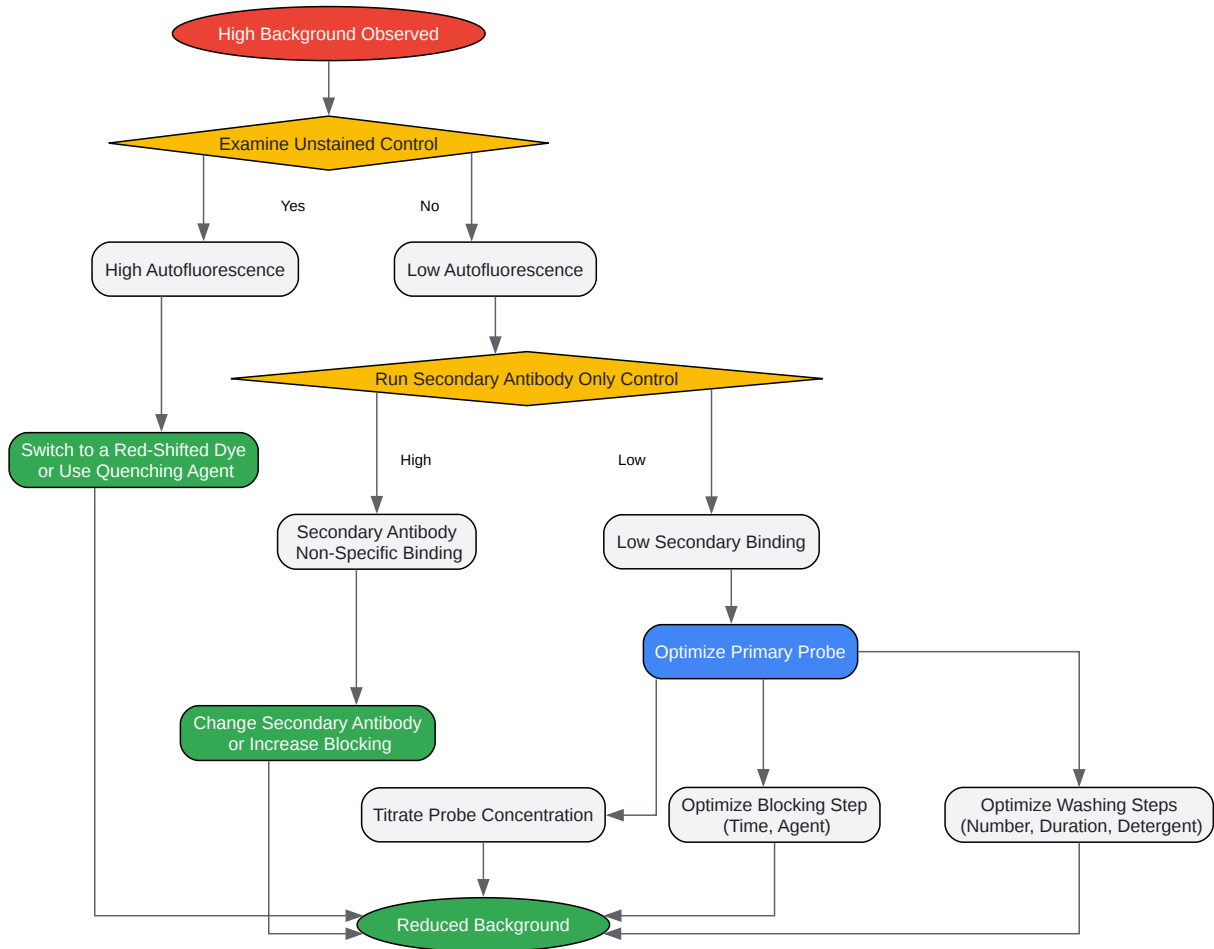 High Background Observed
Examine Unstained Control
Yes
No
High Autofluorescence
Low Autofluorescence
Run Secondary Antibody Only Control
Switch to a Red-Shifted Dye
or Use Quenching Agent
High
Low
Secondary Antibody
Non-Specific Binding
Low Secondary Binding
Optimize Primary Probe
Change Secondary Antibody
or Increase Blocking
Titrate Probe Concentration
Optimize Blocking Step
(Time, Agent)
Optimize Washing Steps
(Number, Duration, Detergent)
Reduced Background